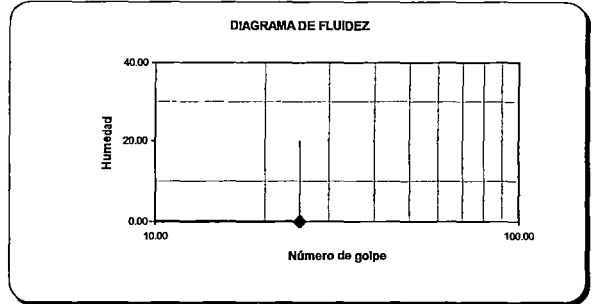 DIAGRAMA DE FLUIDEZ
40.00
20.00
0.00
Humedad
10.00
100.00
Número de golpe